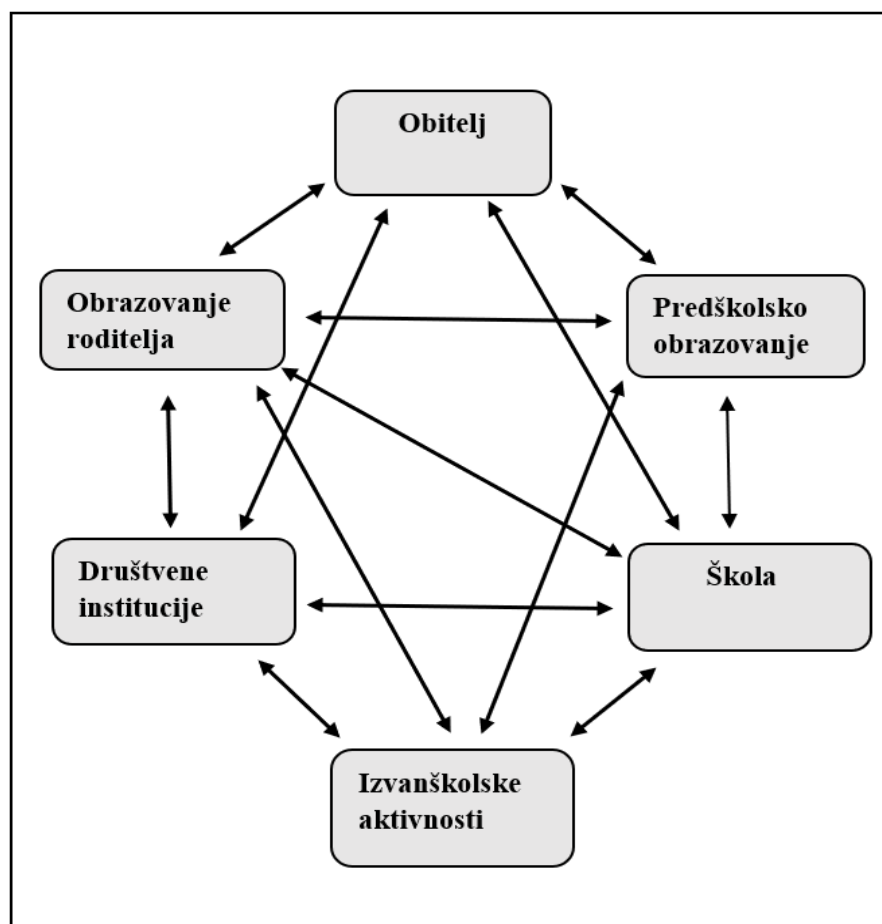 Obitelj
Obrazovanje
roditelja
Predškolsko
obrazovanje
Društvene
institucije
Škola
Izvanškolske
aktivnosti